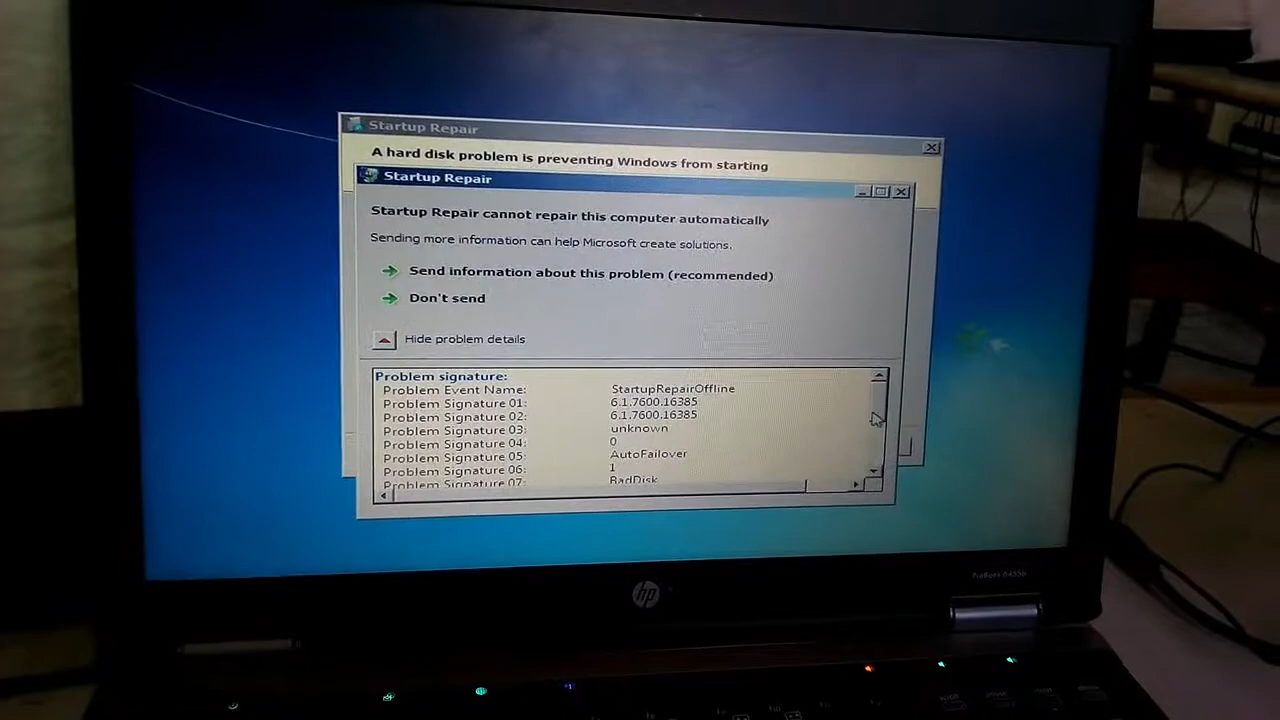 Startup Repair
A hard disk problem is preventing Windows from starting
Startup Repair
Startup Repair cannot repair this computer automatically
Sending more information can help Microsoft create solutions.
Send information about this problem (recommended)
Don't send
Hide problem details
Problem signature:
Problem Event Name: StartupRepairOffline
Problem Signature 01: 6.1.7600.16385
Problem Signature 02: 6.1.7600.16385
Problem Signature 03: unknown
Problem Signature 04: 0
Problem Signature 05: AutoFailover
Problem Signature 06: 1
Problem Signature 07: BadDisk
hp
ProBook